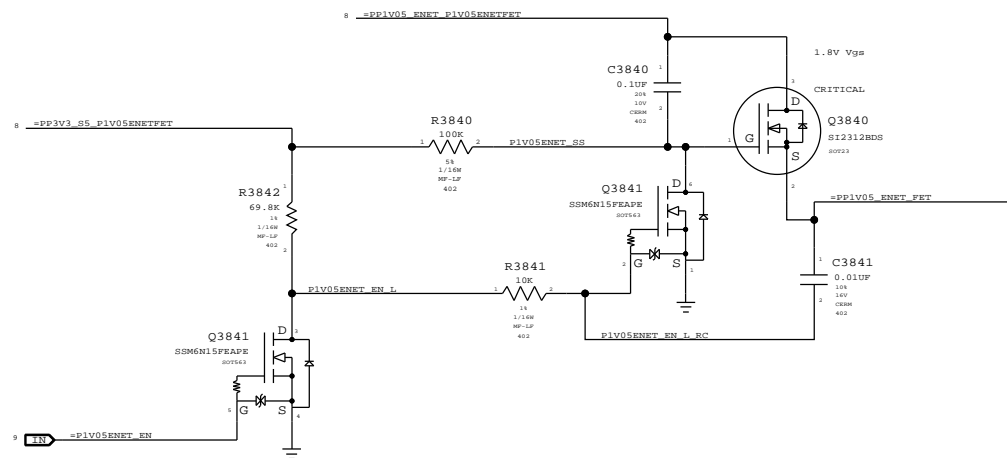 8 =PP1V05_ENET_P1V05ENETFET
1.8V Vgs
C3840
0.1UF
20%
10V
CERM
402
1
2
3
CRITICAL
D
Q3840
SI2312BDS
SOT23
G
S
1
2
8 =PP3V3_S5_P1V05ENETFET
R3840
100K
1 2
5%
1/16W
MF-LF
402
P1V05ENET_SS
R3842
69.8K
1%
1/16W
MF-LF
402
1
2
Q3841
SSM6N15FEAPE
SOT563
D 6
2 G S
1
=PP1V05_ENET_FET
C3841
0.01UF
10%
16V
CERM
402
1
2
P1V05ENET_EN_L
R3841
10K
1 2
1%
1/16W
MF-LF
402
P1V05ENET_EN_L_RC
Q3841
SSM6N15FEAPE
SOT563
D 3
5 G S 4
9 IN =P1V05ENET_EN